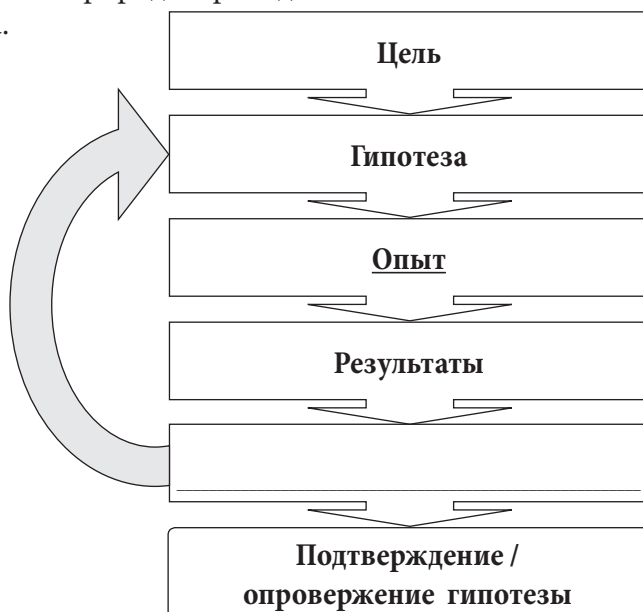 Цель
Гипотеза
Опыт
Результаты
Подтверждение /
опровержение гипотезы